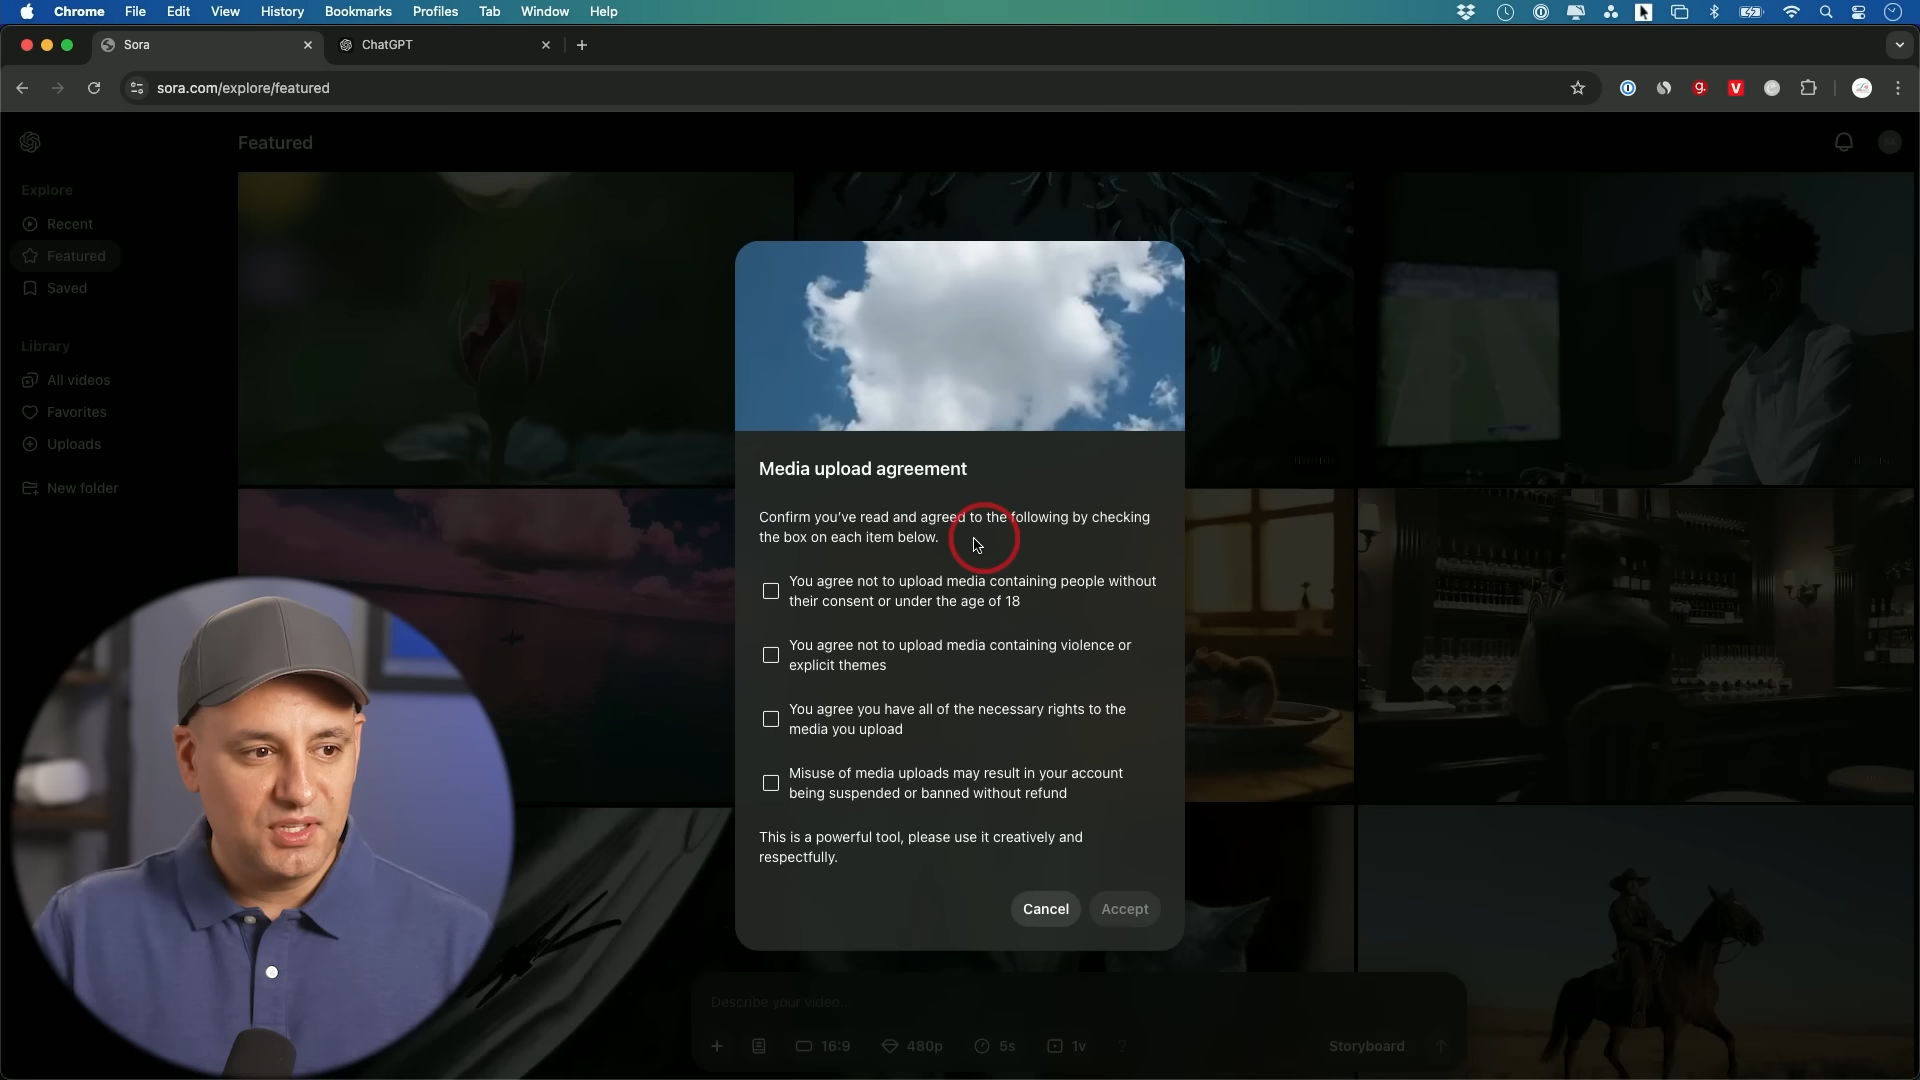 Chrome File Edit View History Bookmarks Profiles Tab Window Help
Sora
ChatGPT
sora.com/explore/featured
Featured
Explore
Recent
Featured
Saved
Library
All videos
Favorites
Uploads
New folder
Media upload agreement
Confirm you've read and agreed to the following by checking
the box on each item below.
You agree not to upload media containing people without
their consent or under the age of 18
You agree not to upload media containing violence or
explicit themes
You agree you have all of the necessary rights to the
media you upload
Misuse of media uploads may result in your account
being suspended or banned without refund
This is a powerful tool, please use it creatively and
respectfully.
Cancel Accept
Describe your video...
16:9 480p 5s 1v ? Storyboard